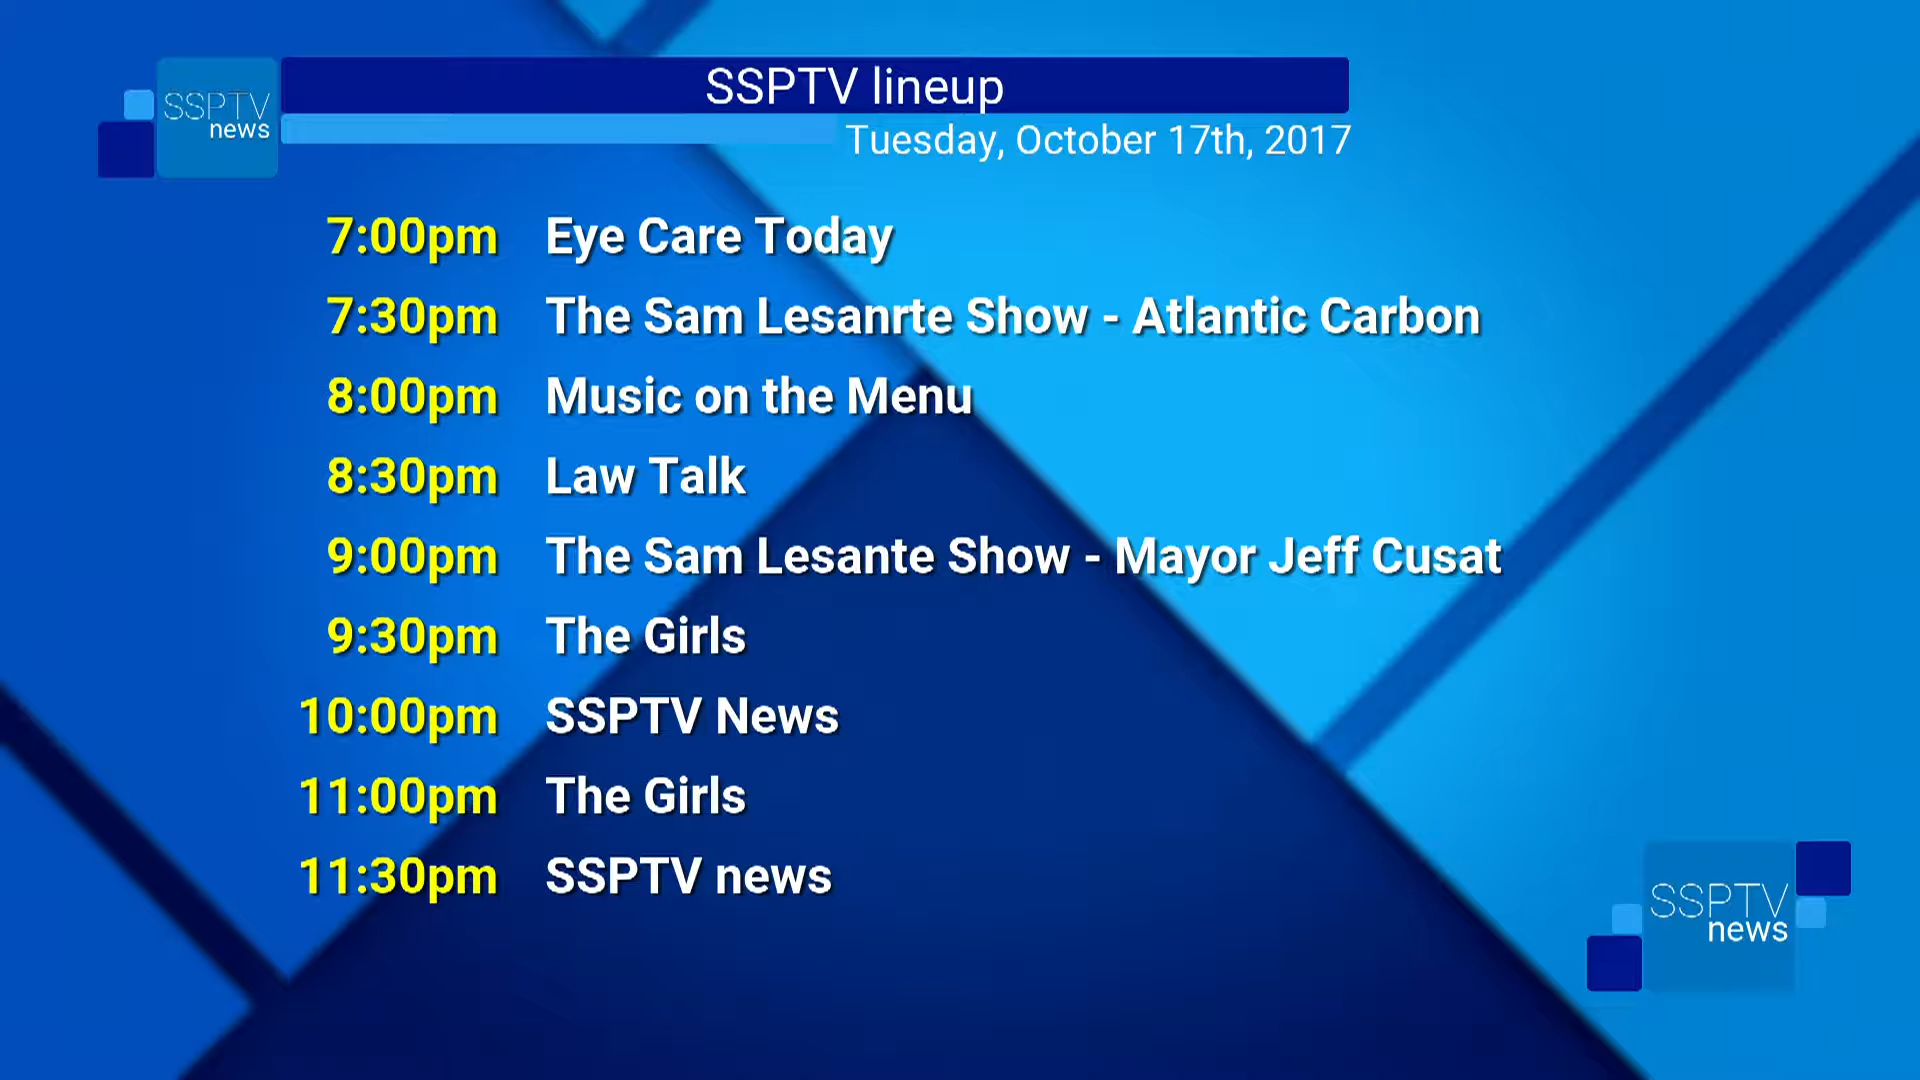 SSPTV lineup
SSPTV
news
Tuesday, October 17th, 2017
7:00pm Eye Care Today
7:30pm The Sam Lesanrte Show - Atlantic Carbon
8:00pm Music on the Menu
8:30pm Law Talk
9:00pm The Sam Lesante Show - Mayor Jeff Cusat
9:30pm The Girls
10:00pm SSPTV News
11:00pm The Girls
11:30pm SSPTV news
SSPTV
news